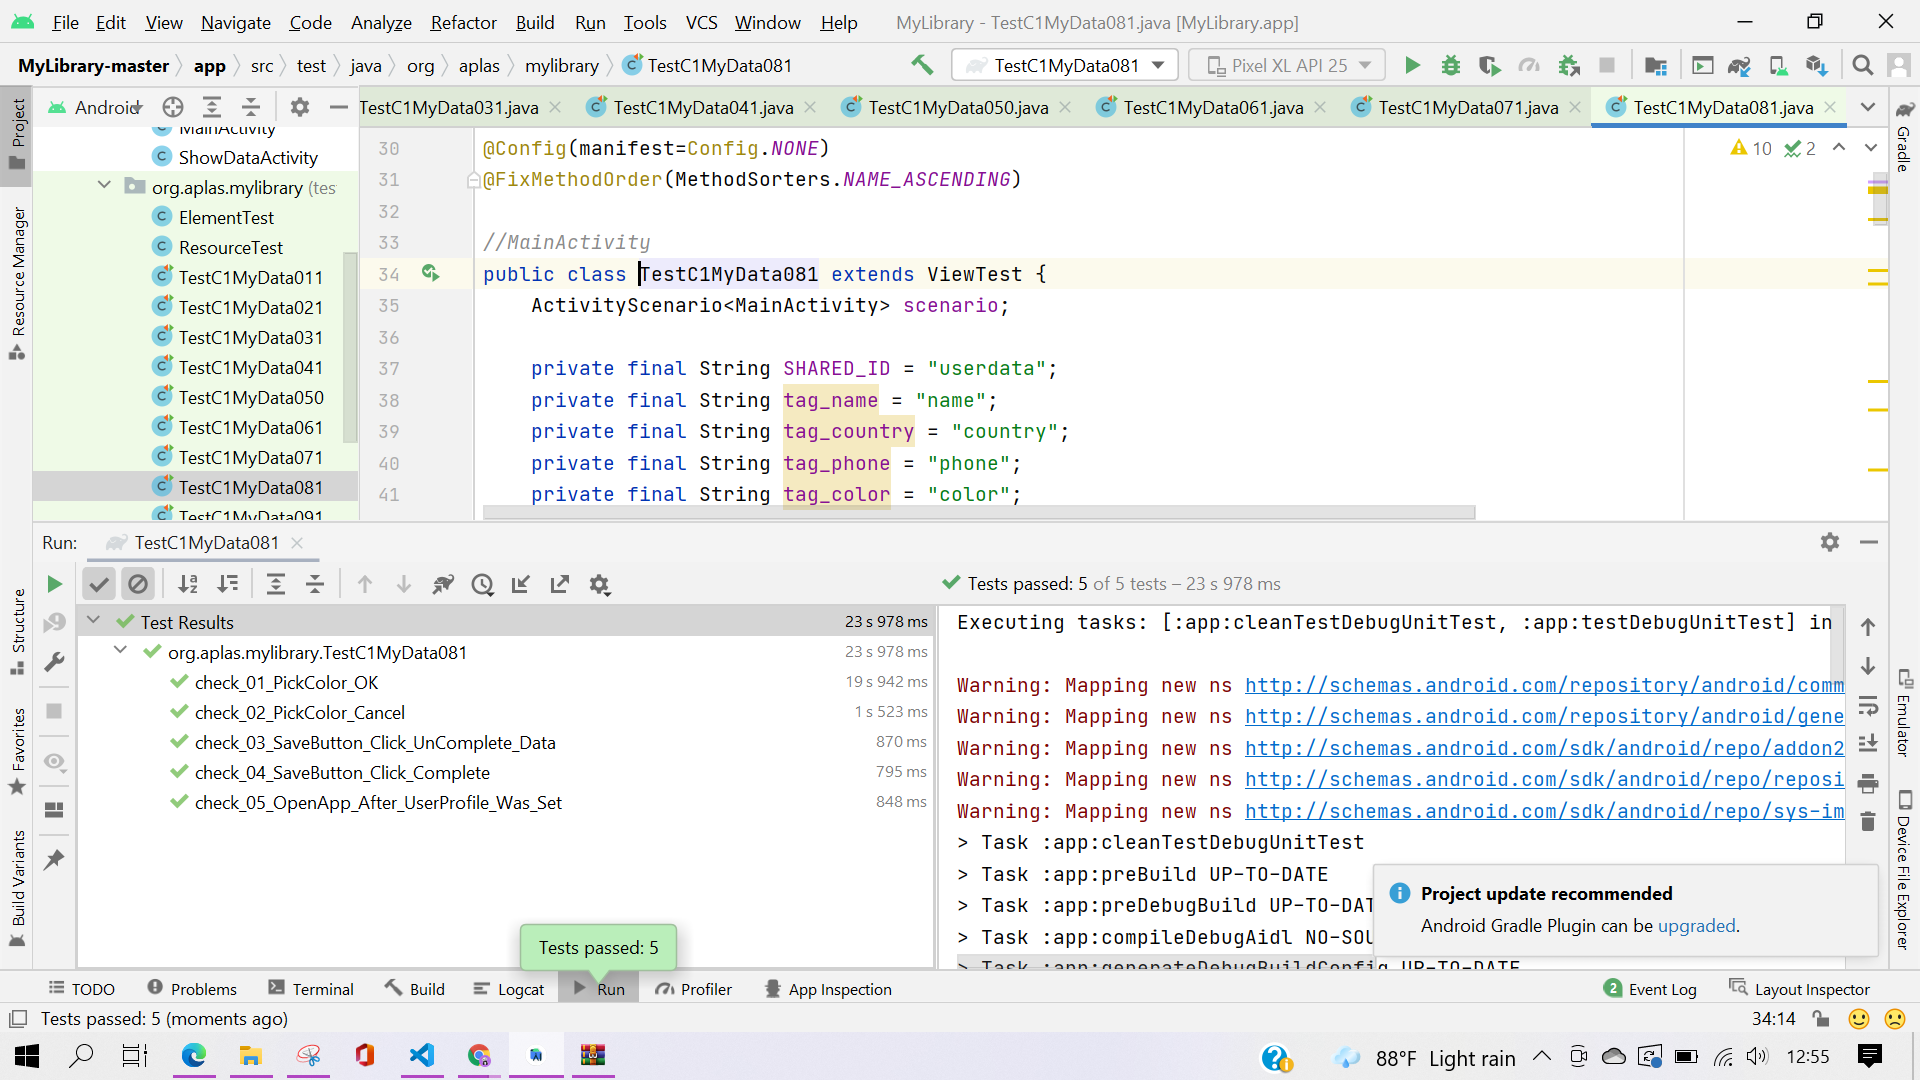 File Edit View Navigate Code Analyze Refactor Build Run Tools VCS Window Help MyLibrary - TestC1MyData081.java [MyLibrary.app]
MyLibrary-master app src test java org aplas mylibrary TestC1MyData081 TestC1MyData081 Pixel XL API 25
Android TestC1MyData031.java TestC1MyData041.java TestC1MyData050.java TestC1MyData061.java TestC1MyData071.java TestC1MyData081.java
Project
Resource Manager
Structure
Favorites
Build Variants
MainActivity
ShowDataActivity
org.aplas.mylibrary (tes
ElementTest
ResourceTest
TestC1MyData011
TestC1MyData021
TestC1MyData031
TestC1MyData041
TestC1MyData050
TestC1MyData061
TestC1MyData071
TestC1MyData081
TestC1MyData091
10 2
30 @Config(manifest=Config.NONE)
31 @FixMethodOrder(MethodSorters.NAME_ASCENDING)
32
33 //MainActivity
34 public class TestC1MyData081 extends ViewTest {
35 ActivityScenario<MainActivity> scenario;
36
37 private final String SHARED_ID = "userdata";
38 private final String tag_name = "name";
39 private final String tag_country = "country";
40 private final String tag_phone = "phone";
41 private final String tag_color = "color";
Gradle
Emulator
Device File Explorer
Run: TestC1MyData081
Tests passed: 5 of 5 tests – 23 s 978 ms
Test Results 23 s 978 ms
org.aplas.mylibrary.TestC1MyData081 23 s 978 ms
check_01_PickColor_OK 19 s 942 ms
check_02_PickColor_Cancel 1 s 523 ms
check_03_SaveButton_Click_UnComplete_Data 870 ms
check_04_SaveButton_Click_Complete 795 ms
check_05_OpenApp_After_UserProfile_Was_Set 848 ms
Executing tasks: [:app:cleanTestDebugUnitTest, :app:testDebugUnitTest] in
Warning: Mapping new ns http://schemas.android.com/repository/android/comm
Warning: Mapping new ns http://schemas.android.com/repository/android/gene
Warning: Mapping new ns http://schemas.android.com/sdk/android/repo/addon2
Warning: Mapping new ns http://schemas.android.com/sdk/android/repo/reposi
Warning: Mapping new ns http://schemas.android.com/sdk/android/repo/sys-im
> Task :app:cleanTestDebugUnitTest
> Task :app:preBuild UP-TO-DATE
> Task :app:preDebugBuild UP-TO-DAT
> Task :app:compileDebugAidl NO-SOU
> Task :app:generateDebugBuildConfig UP-TO-DATE
Project update recommended
Android Gradle Plugin can be upgraded.
Tests passed: 5
TODO Problems Terminal Build Logcat Run Profiler App Inspection 2 Event Log Layout Inspector
Tests passed: 5 (moments ago) 34:14
88°F Light rain 12:55